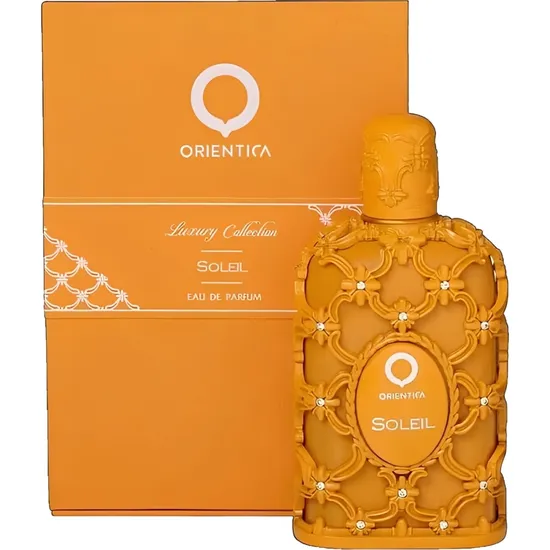 ORIENTICA
Luxury Collection
SOLEIL
EAU DE PARFUM
ORIENTICA
SOLEIL